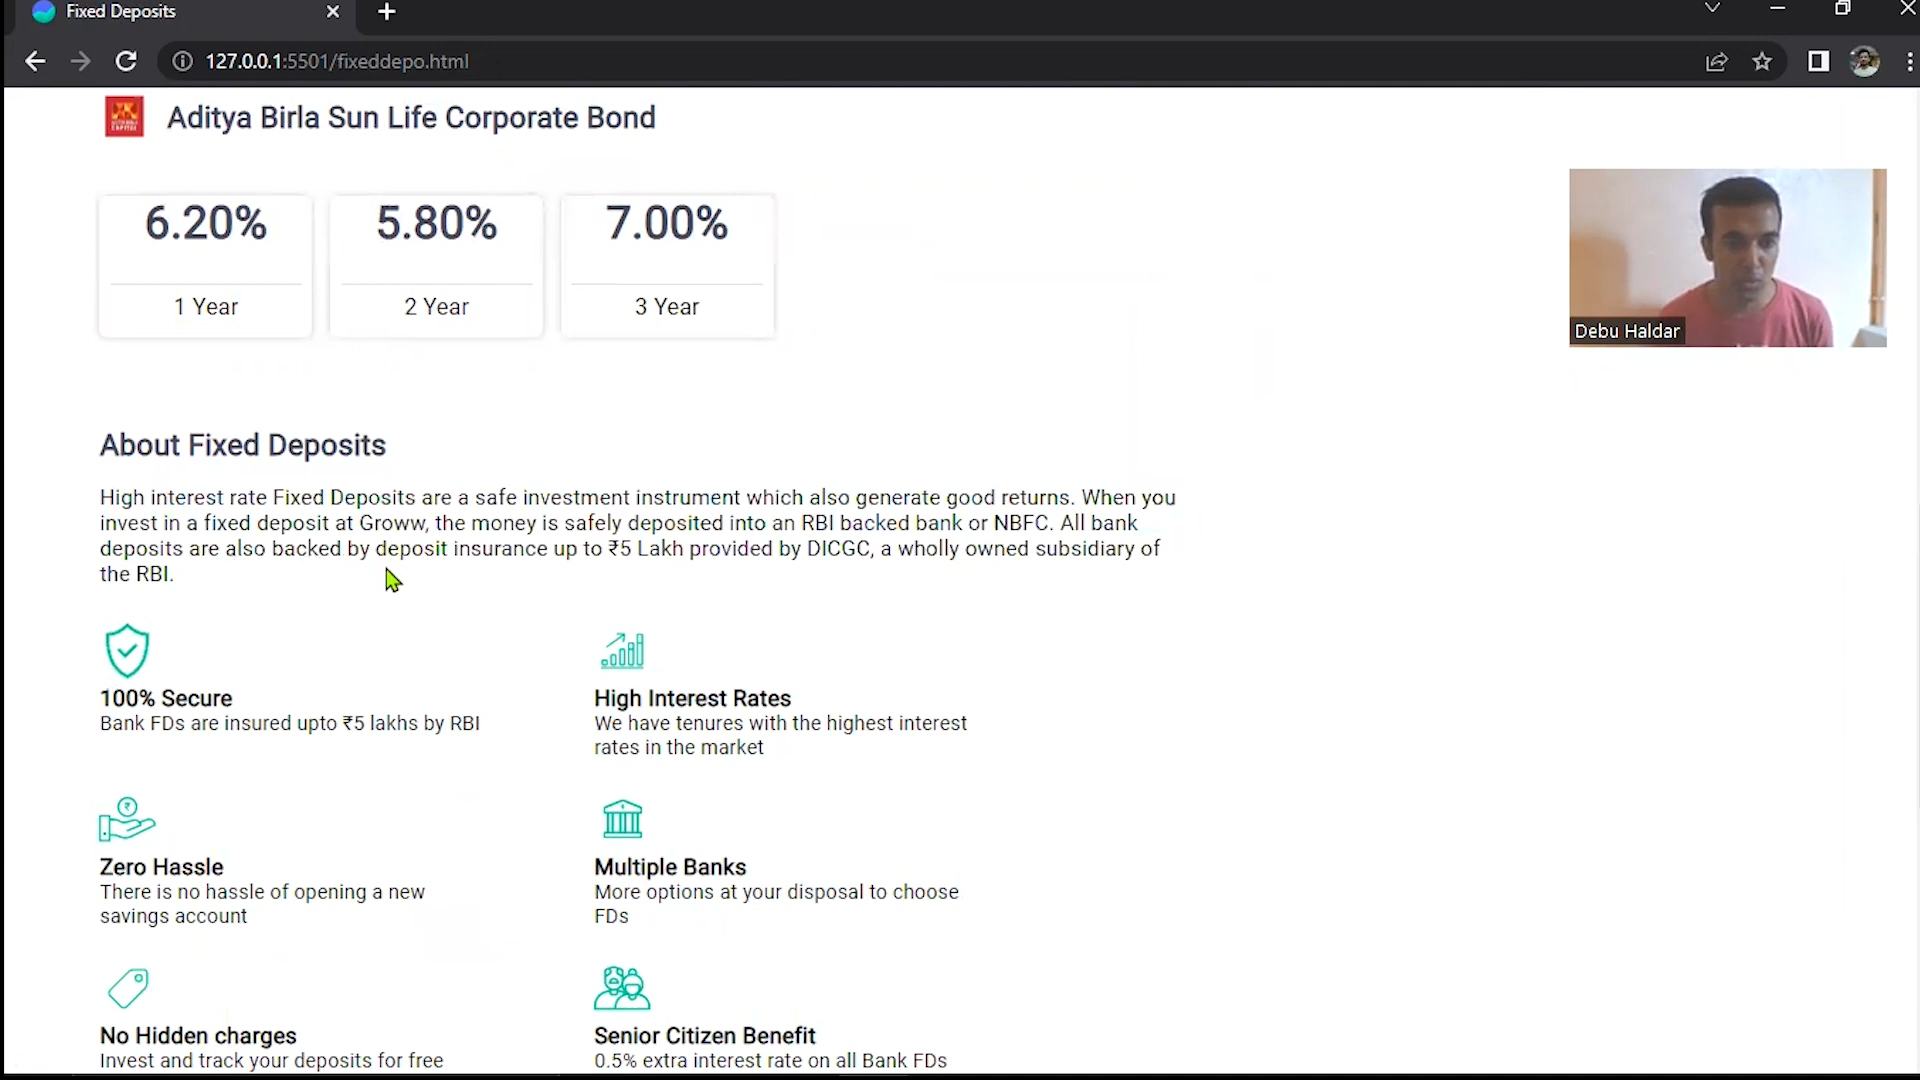 Fixed Deposits
127.0.0.1:5501/fixeddepo.html
Aditya Birla Sun Life Corporate Bond
6.20%
5.80%
7.00%
1 Year
2 Year
3 Year
Debu Haldar
About Fixed Deposits
High interest rate Fixed Deposits are a safe investment instrument which also generate good returns. When you
invest in a fixed deposit at Groww, the money is safely deposited into an RBI backed bank or NBFC. All bank
deposits are also backed by deposit insurance up to ₹5 Lakh provided by DICGC, a wholly owned subsidiary of
the RBI.
100% Secure
Bank FDs are insured upto ₹5 lakhs by RBI
High Interest Rates
We have tenures with the highest interest
rates in the market
Zero Hassle
There is no hassle of opening a new
savings account
Multiple Banks
More options at your disposal to choose
FDs
No Hidden charges
Invest and track your deposits for free
Senior Citizen Benefit
0.5% extra interest rate on all Bank FDs